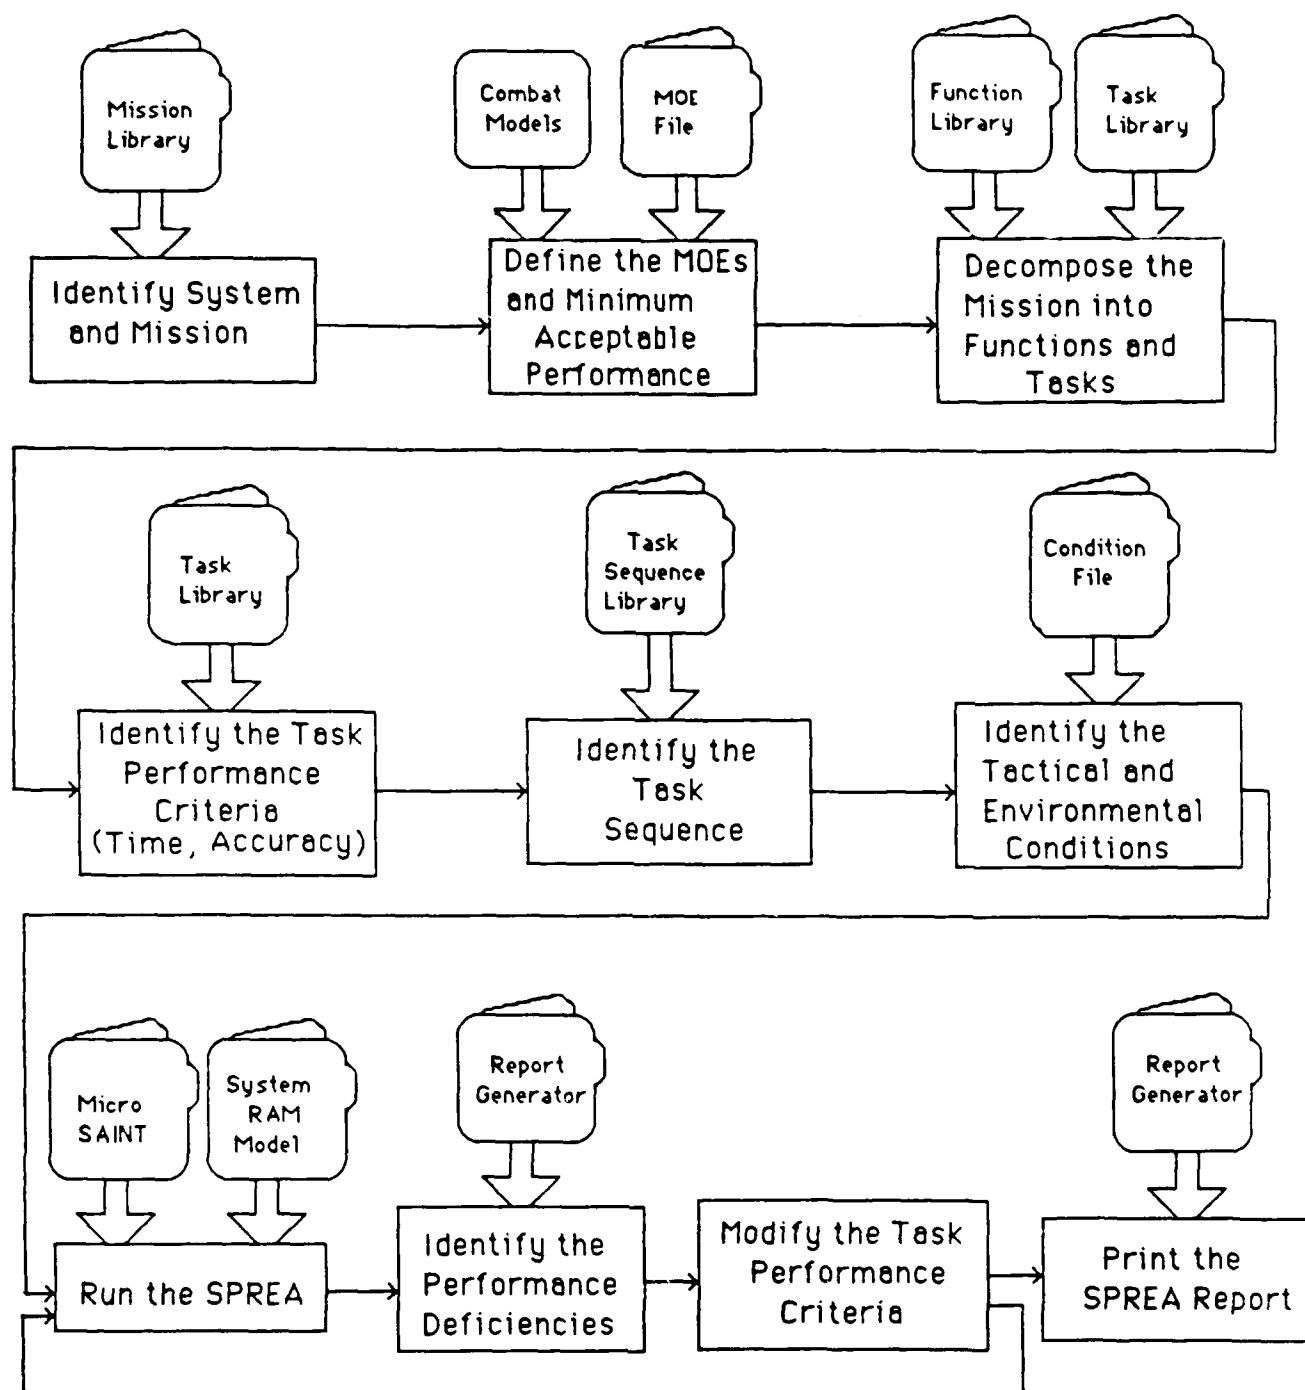 Mission
Library
Combat
Models
MOE
File
Function
Library
Task
Library
Identify System
and Mission
Define the MOEs
and Minimum
Acceptable
Performance
Decompose the
Mission into
Functions and
Tasks
Task
Library
Task
Sequence
Library
Condition
File
Identify the Task
Performance
Criteria
(Time, Accuracy)
Identify the
Task
Sequence
Identify the
Tactical and
Environmental
Conditions
Micro
SAINT
System
RAM
Model
Report
Generator
Report
Generator
Run the SPREA
Identify the
Performance
Deficiencies
Modify the Task
Performance
Criteria
Print the
SPREA Report